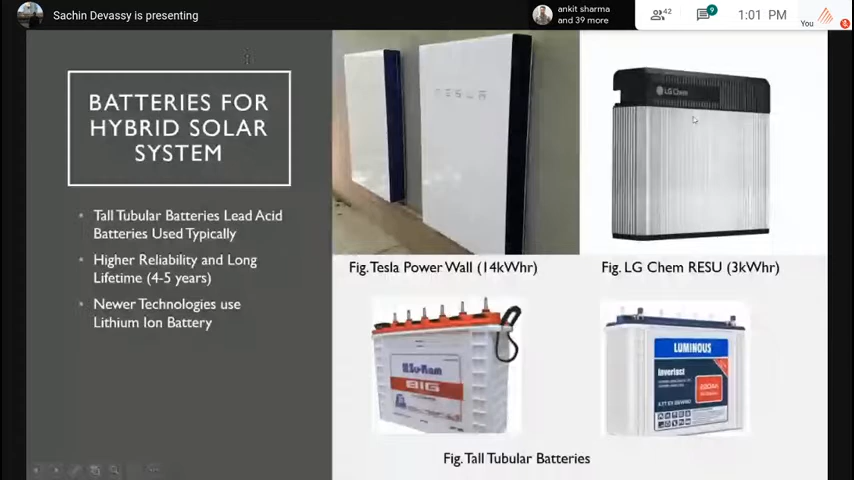 Sachin Devassy is presenting
ankit sharma
and 39 more
42
9
1:01 PM
You
BATTERIES FOR
HYBRID SOLAR
SYSTEM
• Tall Tubular Batteries Lead Acid
Batteries Used Typically
• Higher Reliability and Long
Lifetime (4-5 years)
• Newer Technologies use
Lithium Ion Battery
TESLA
LG Chem
Fig. Tesla Power Wall (14kWhr)
Fig. LG Chem RESU (3kWhr)
Su-Kam
BIG
LUMINOUS
Fig. Tall Tubular Batteries